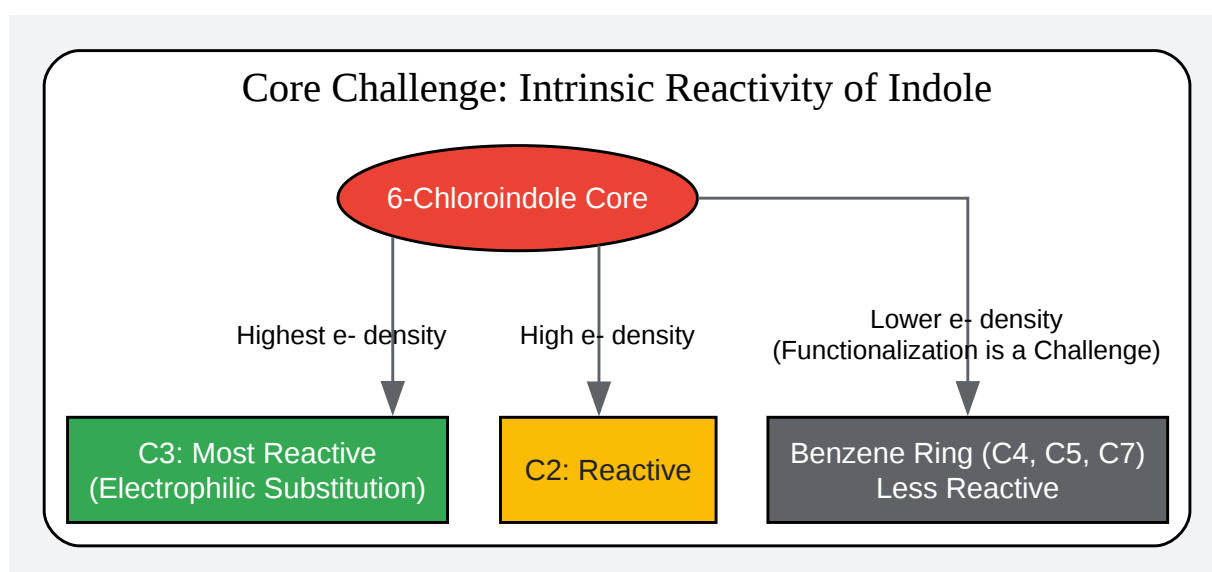 Core Challenge: Intrinsic Reactivity of Indole
6-Chloroindole Core
Highest e- density
High e- density
Lower e- density
(Functionalization is a Challenge)
C3: Most Reactive
(Electrophilic Substitution)
C2: Reactive
Benzene Ring (C4, C5, C7)
Less Reactive